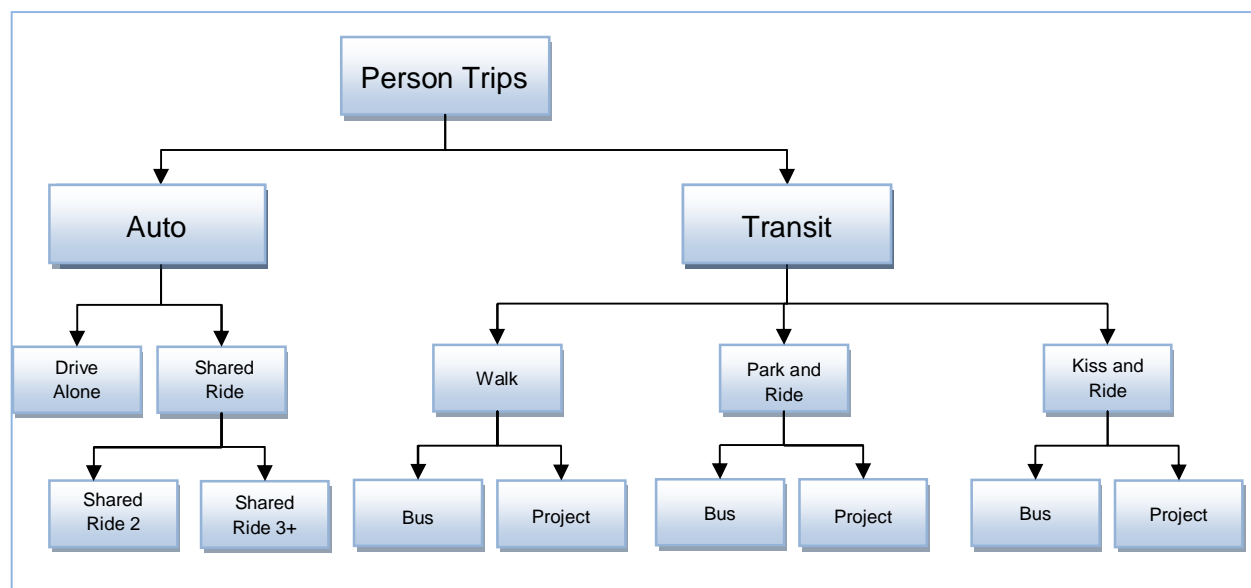 Person Trips
Auto
Transit
Drive
Alone
Shared
Ride
Walk
Park and
Ride
Kiss and
Ride
Shared
Ride 2
Shared
Ride 3+
Bus
Project
Bus
Project
Bus
Project